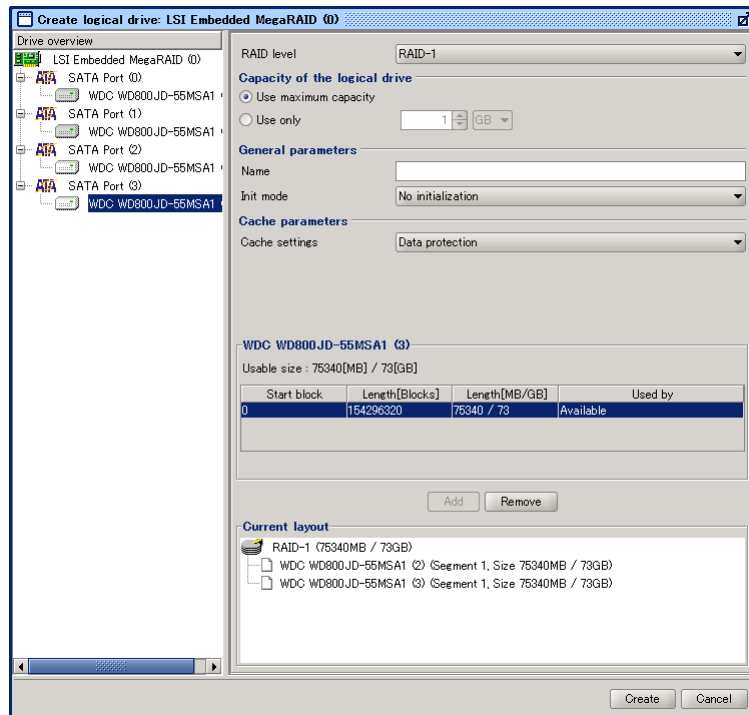 Create logical drive: LSI Embedded MegaRAID (0)
Drive overview
LSI Embedded MegaRAID (0)
SATA Port (0)
WDC WD800JD-55MSA1
SATA Port (1)
WDC WD800JD-55MSA1
SATA Port (2)
WDC WD800JD-55MSA1
SATA Port (3)
WDC WD800JD-55MSA1
RAID level RAID-1
Capacity of the logical drive
Use maximum capacity
Use only 1 GB
General parameters
Name
Init mode No initialization
Cache parameters
Cache settings Data protection
WDC WD800JD-55MSA1 (3)
Usable size : 75340[MB] / 73[GB]
Start block Length[Blocks] Length[MB/GB] Used by
0 154296320 75340 / 73 Available
Add Remove
Current layout
RAID-1 (75340MB / 73GB)
WDC WD800JD-55MSA1 (2) (Segment 1, Size 75340MB / 73GB)
WDC WD800JD-55MSA1 (3) (Segment 1, Size 75340MB / 73GB)
Create Cancel